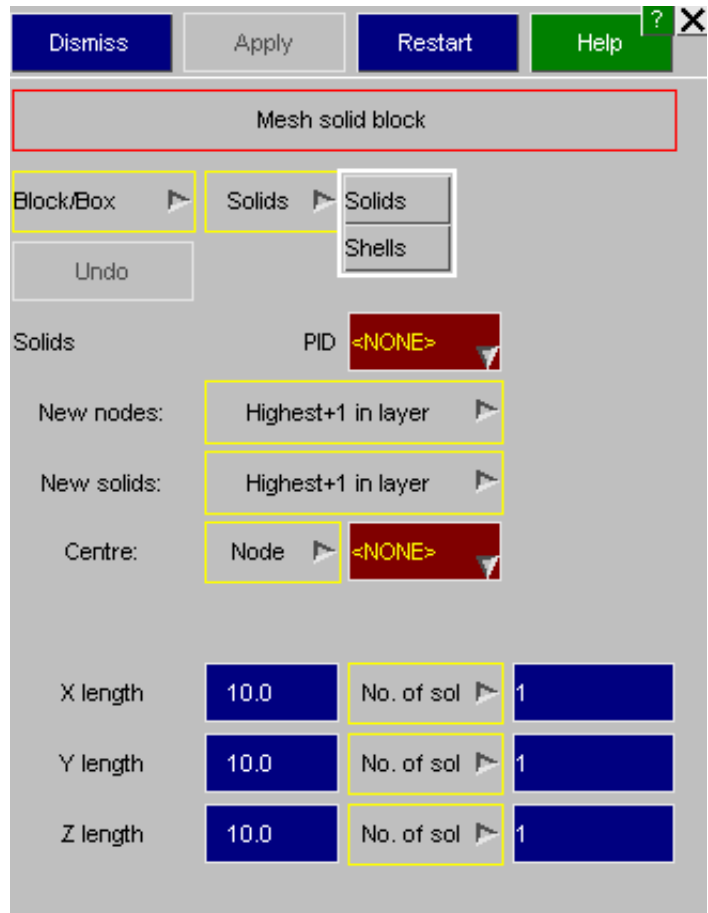 Dismiss Apply Restart Help ? X
Mesh solid block
Block/Box Solids Solids
Shells
Undo
Solids PID <NONE>
New nodes: Highest+1 in layer
New solids: Highest+1 in layer
Centre: Node <NONE>
X length 10.0 No. of sol 1
Y length 10.0 No. of sol 1
Z length 10.0 No. of sol 1